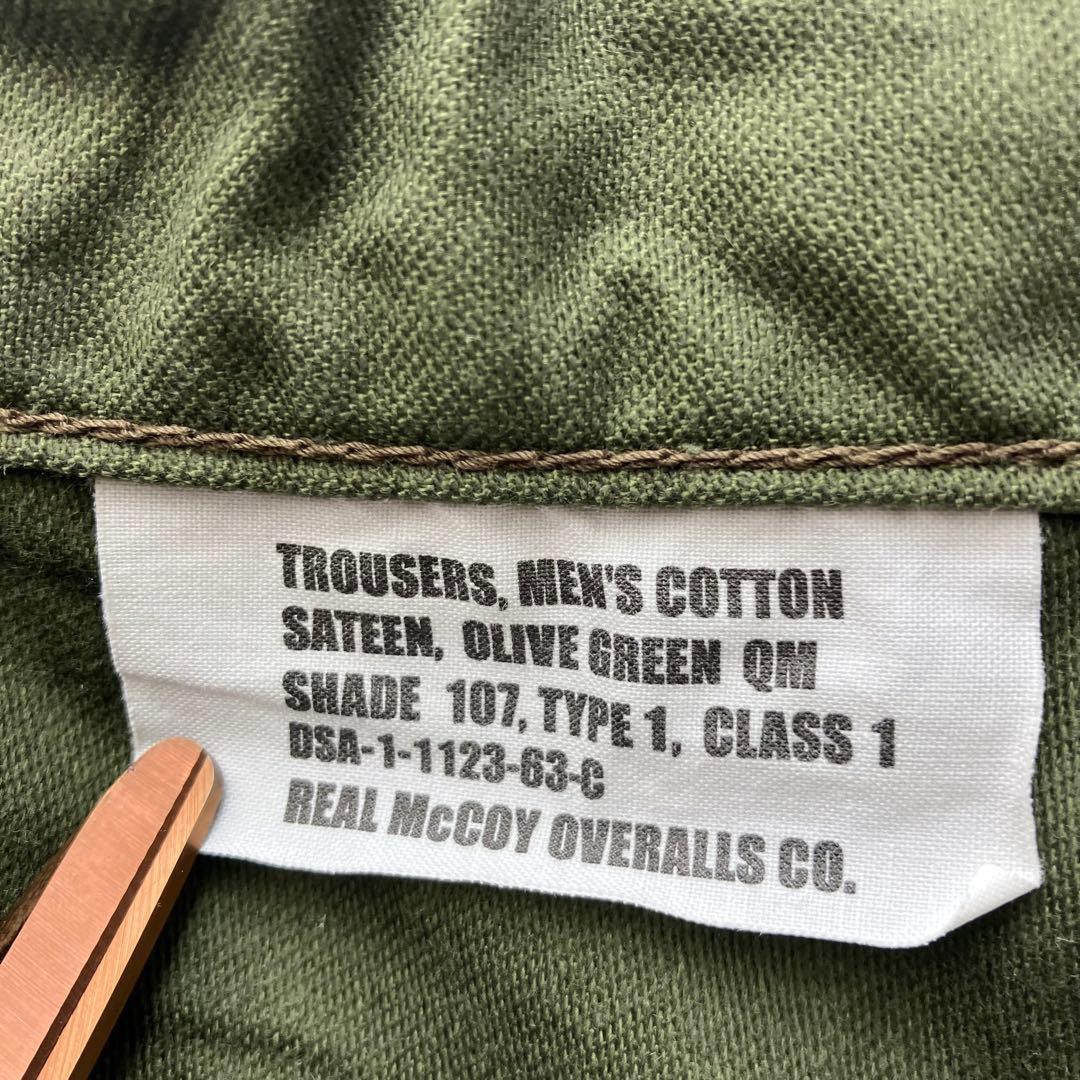 TROUSERS, MEN'S COTTON
SATEEN, OLIVE GREEN QM
SHADE 107, TYPE 1, CLASS 1
DSA-1-1123-63-C
REAL McCOY OVERALLS CO.